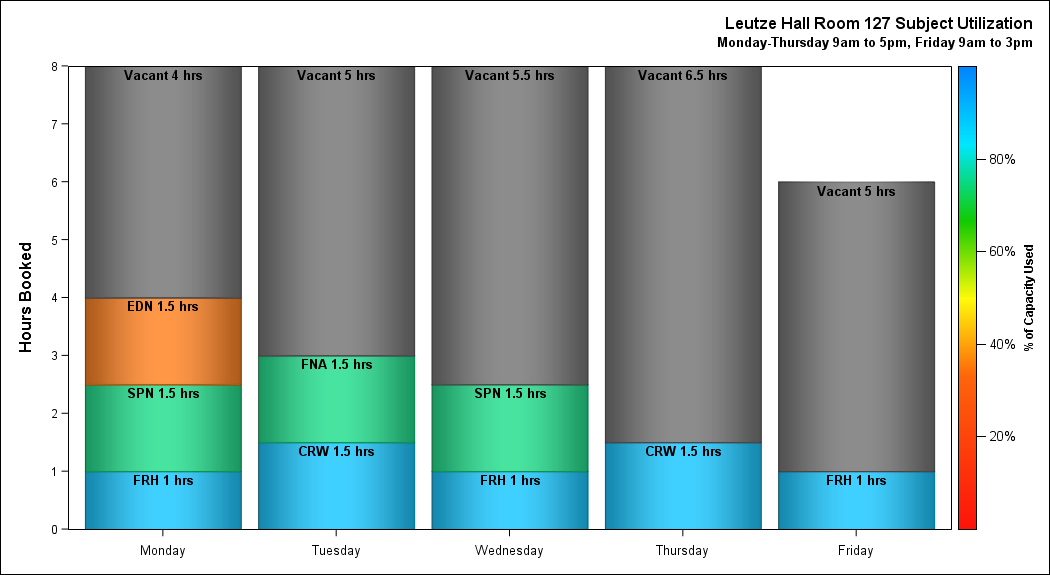 Leutze Hall Room 127 Subject Utilization
Monday-Thursday 9am to 5pm, Friday 9am to 3pm
Hours Booked
8
7
6
5
4
3
2
1
0
Vacant 4 hrs
EDN 1.5 hrs
SPN 1.5 hrs
FRH 1 hrs
Vacant 5 hrs
FNA 1.5 hrs
CRW 1.5 hrs
Vacant 5.5 hrs
SPN 1.5 hrs
FRH 1 hrs
Vacant 6.5 hrs
CRW 1.5 hrs
Vacant 5 hrs
FRH 1 hrs
Monday
Tuesday
Wednesday
Thursday
Friday
80%
60%
40%
20%
% of Capacity Used